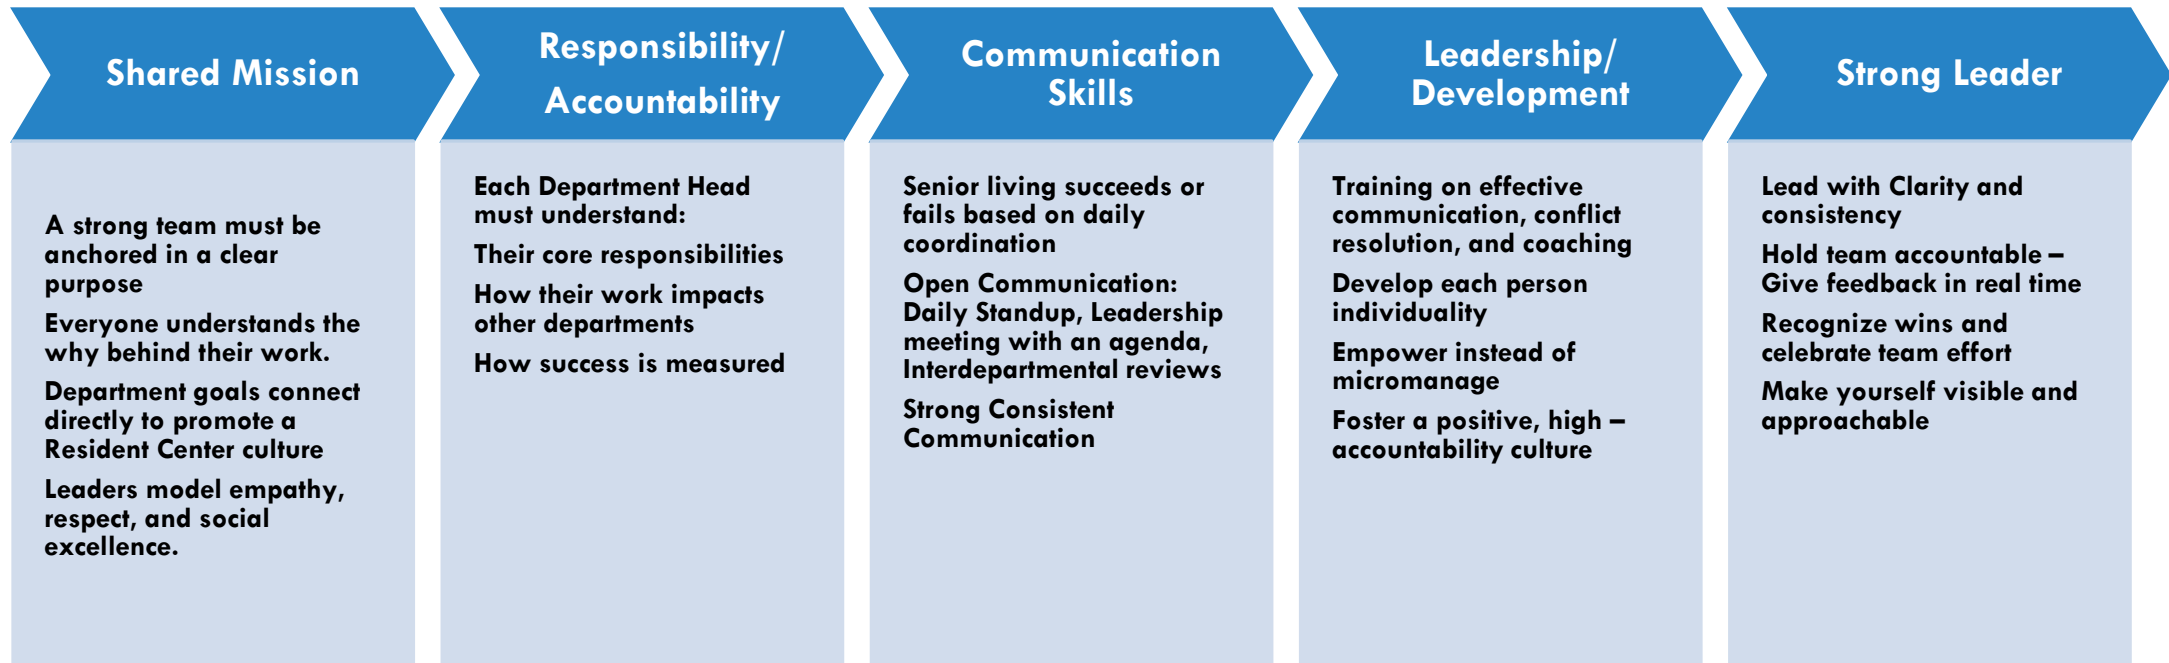 Shared Mission
A strong team must be
anchored in a clear
purpose
Everyone understands the
why behind their work.
Department goals connect
directly to promote a
Resident Center culture
Leaders model empathy,
respect, and social
excellence.
Responsibility/
Accountability
Each Department Head
must understand:
Their core responsibilities
How their work impacts
other departments
How success is measured
Communication
Skills
Senior living succeeds or
fails based on daily
coordination
Open Communication:
Daily Standup, Leadership
meeting with an agenda,
Interdepartmental reviews
Strong Consistent
Communication
Leadership/
Development
Training on effective
communication, conflict
resolution, and coaching
Develop each person
individuality
Empower instead of
micromanage
Foster a positive, high –
accountability culture
Strong Leader
Lead with Clarity and
consistency
Hold team accountable –
Give feedback in real time
Recognize wins and
celebrate team effort
Make yourself visible and
approachable